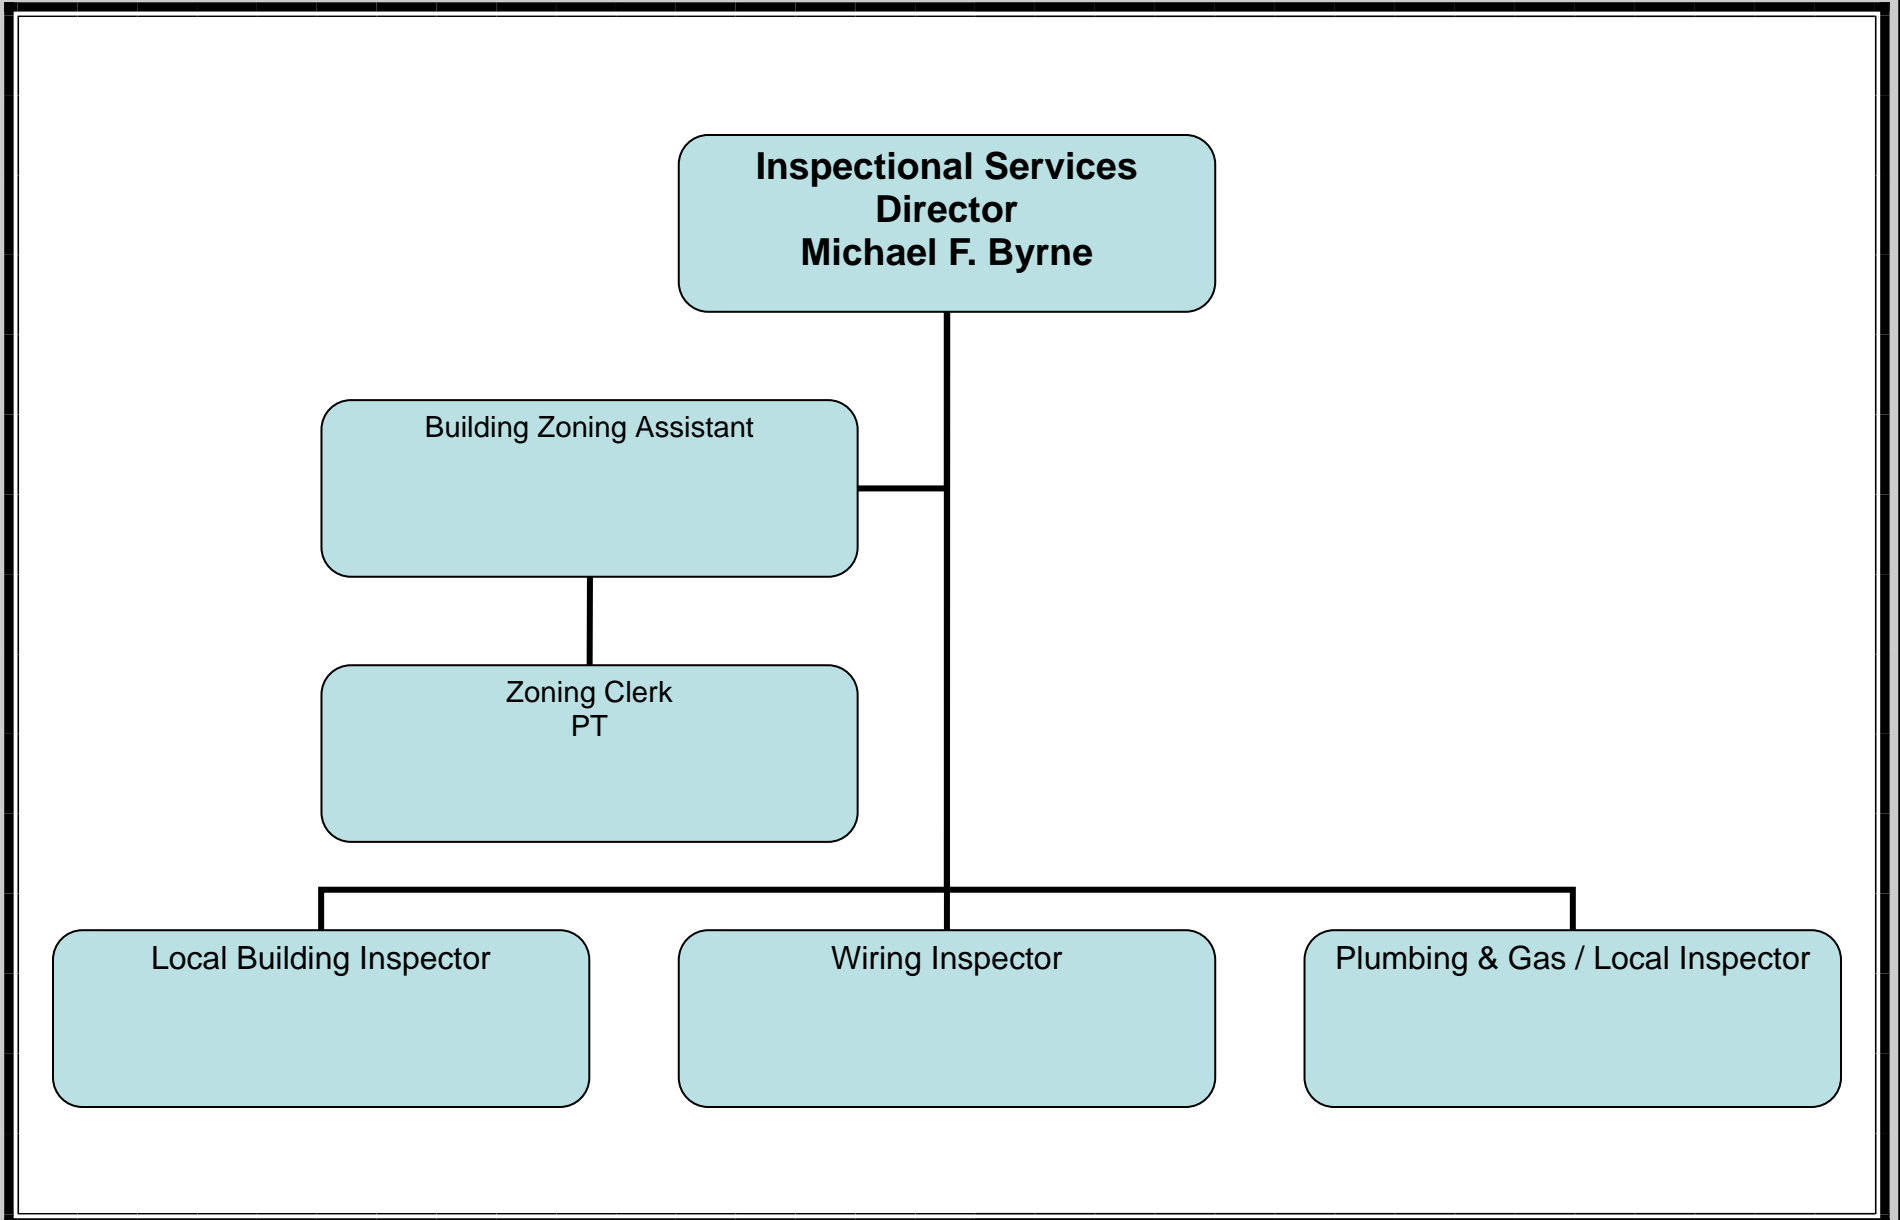 Inspectional Services
Director
Michael F. Byrne
Building Zoning Assistant
Zoning Clerk
PT
Local Building Inspector
Wiring Inspector
Plumbing & Gas / Local Inspector